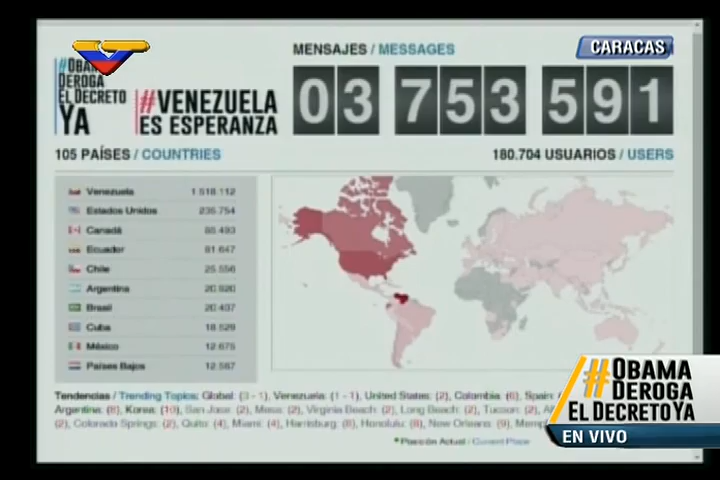 MENSAJES / MESSAGES
CARACAS
#OBAMA
DEROGA
EL DECRETO
YA
#VENEZUELA
ES ESPERANZA
03 753 591
105 PAÍSES / COUNTRIES
180.704 USUARIOS / USERS
Venezuela 1.518.112
Estados Unidos 235.754
Canadá 88.493
Ecuador 81.647
Chile 25.556
Argentina 20.820
Brasil 20.407
Cuba 18.529
México 12.675
Países Bajos 12.587
Tendencias / Trending Topics: Global: (3 - 1), Venezuela: (1 - 1), United States: (2), Colombia: (6), Spain:
Argentina: (8), Korea: (10), San Jose: (2), Mesa: (2), Virginia Beach: (2), Long Beach: (2), Tucson: (2),
(2), Colorado Springs: (2), Quito: (4), Miami: (4), Harrisburg: (8), Honolulu: (8), New Orleans: (9),
*Posición Actual / Current Place
#OBAMA
DEROGA
EL DECRETO YA
EN VIVO